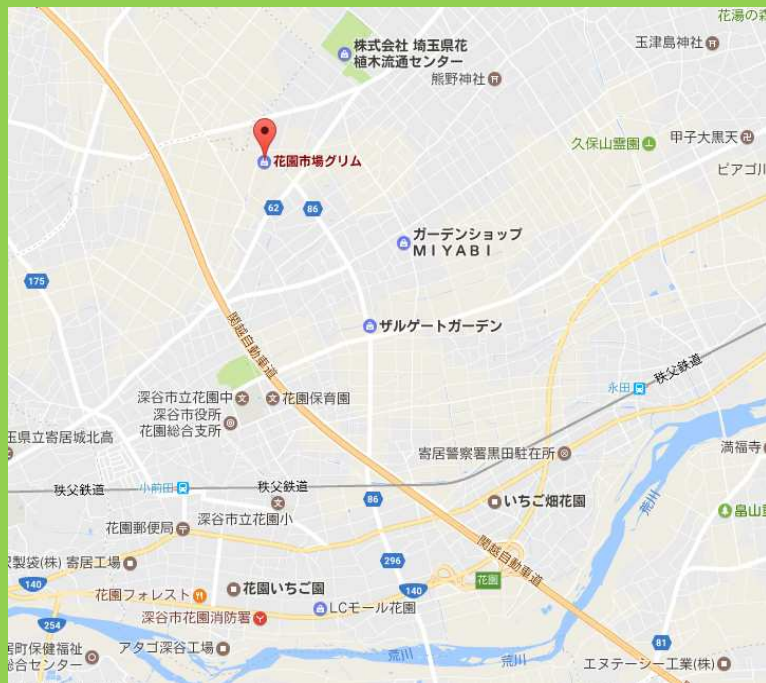 花湯の森
株式会社 埼玉県花
植木流通センター
玉津島神社
熊野神社
花園市場グリム
久保山霊園
甲子大黒天
ピアゴ川
62
86
ガーデンショップ
ＭＩＹＡＢＩ
175
関越自動車道
ザルゲートガーデン
秩父鉄道
永田
深谷市立花園中
花園保育園
深谷市役所
花園総合支所
玉県立寄居城北高
寄居警察署黒田駐在所
満福寺
秩父鉄道
小前田
秩父鉄道
86
いちご畑花園
荒川
深谷市立花園小
花園郵便局
畠山重
関越自動車道
製袋(株) 寄居工場
296
140
花園いちご園
140
花園
花園フォレスト
LCモール花園
深谷市花園消防署
254
81
居町保健福祉
総合センター
アタゴ深谷工場
荒川
荒川
エヌテーシー工業(株)